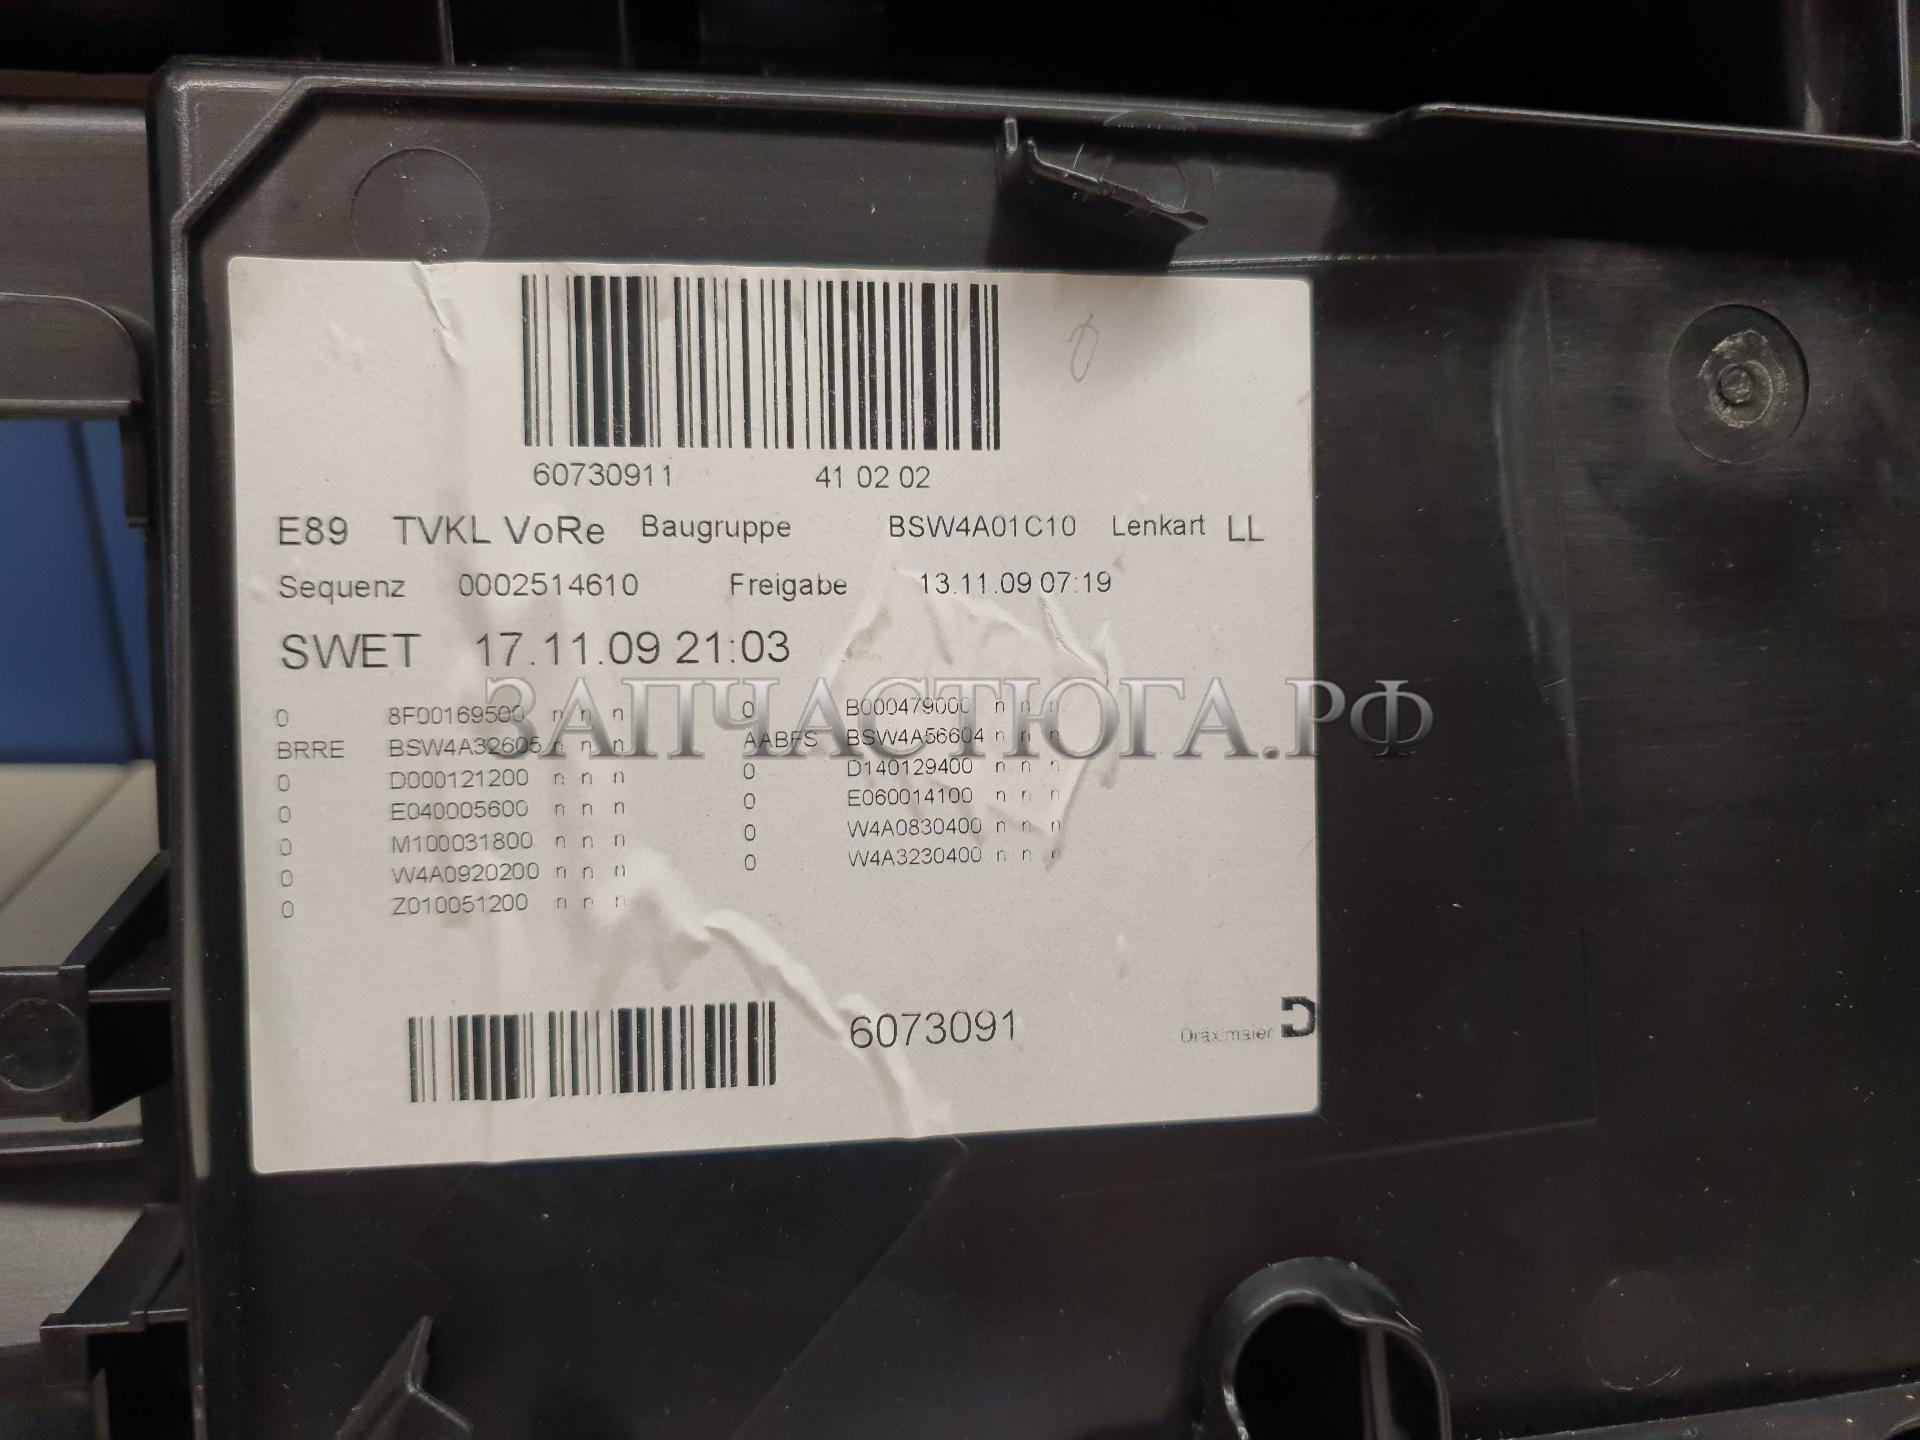 60730911 41 02 02
E89 TVKL VoRe Baugruppe BSW4A01C10 Lenkart LL
Sequenz 0002514610 Freigabe 13.11.09 07:19
SWET 17.11.09 21:03
ЗАПЧАСТЮГА.РФ
0 8F00169500 n n n 0 B000479000 n n n
BRRE BSW4A32605 n n n AABFS BSW4A56604 n n n
0 D000121200 n n n 0 D140129400 n n n
0 E040005600 n n n 0 E060014100 n n n
0 M100031800 n n n 0 W4A0830400 n n n
0 W4A0920200 n n n 0 W4A3230400 n n n
0 Z010051200 n n n
6073091
Dräxlmaier D